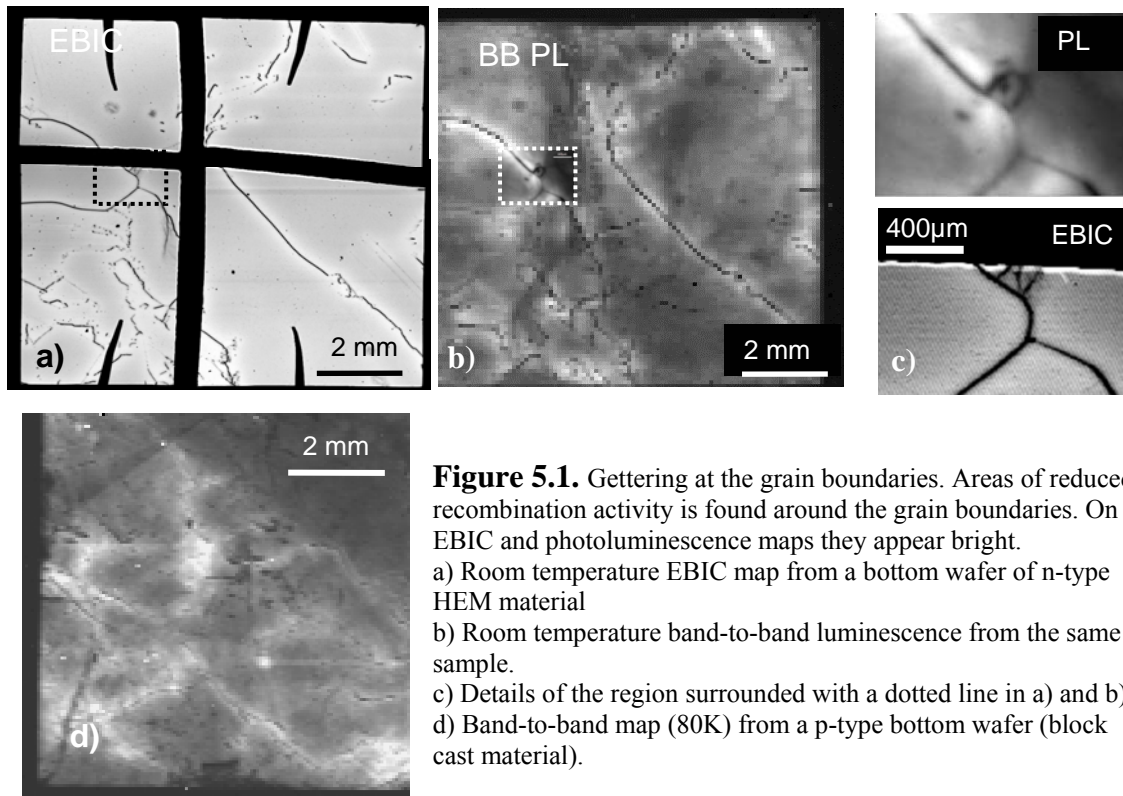 EBIC
a)
2 mm
BB PL
b)
2 mm
PL
400µm
EBIC
c)
2 mm
d)
Figure 5.1. Gettering at the grain boundaries. Areas of reduced
recombination activity is found around the grain boundaries. On
EBIC and photoluminescence maps they appear bright.
a) Room temperature EBIC map from a bottom wafer of n-type
HEM material
b) Room temperature band-to-band luminescence from the same
sample.
c) Details of the region surrounded with a dotted line in a) and b)
d) Band-to-band map (80K) from a p-type bottom wafer (block
cast material).